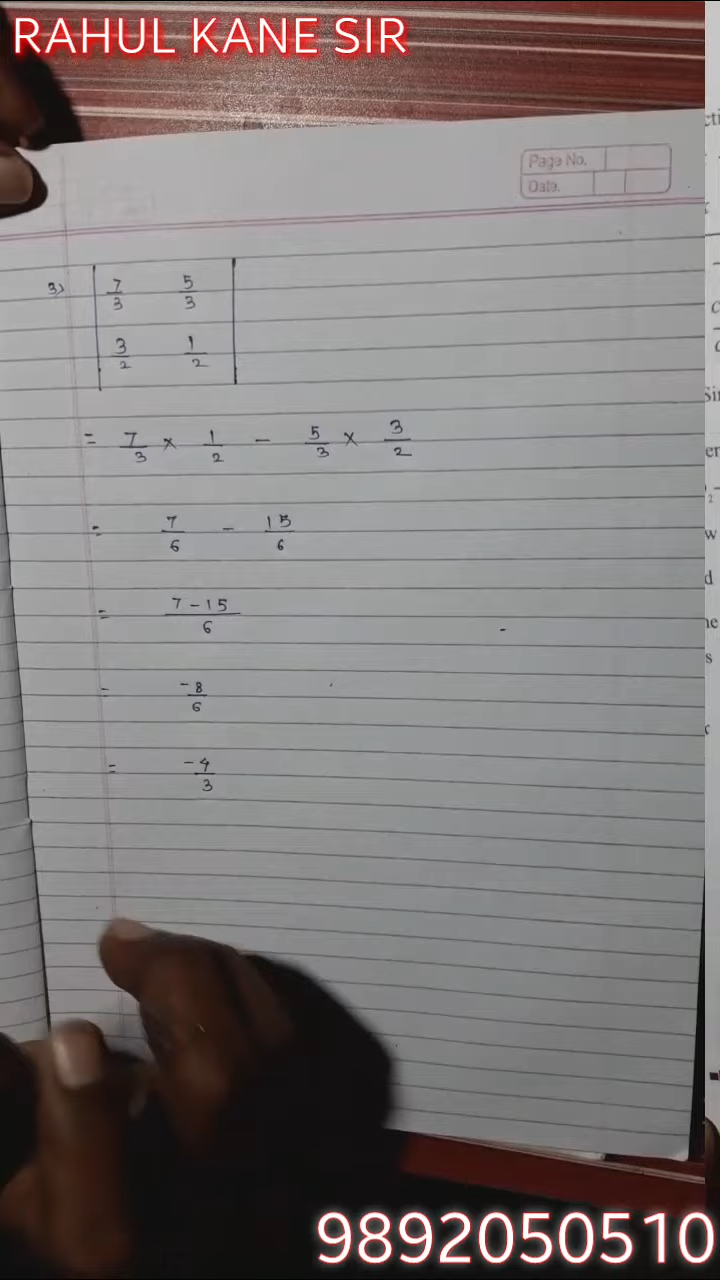 RAHUL KANE SIR
Page No.
Date.
3) | 7/3 5/3 |
| 3/2 1/2 |
= 7/3 × 1/2 - 5/3 × 3/2
= 7/6 - 15/6
= 7-15/6
= -8/6
= -4/3
9892050510